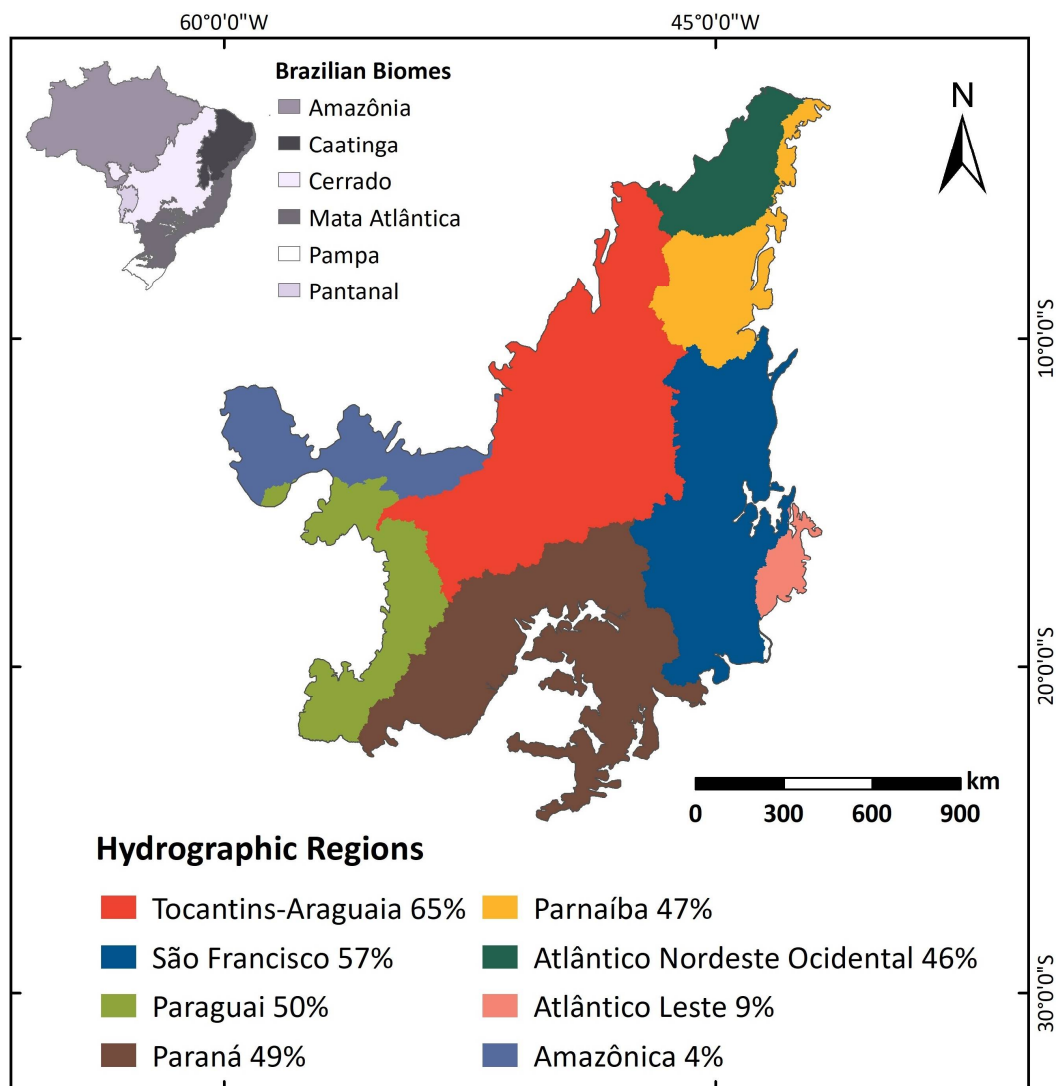 60°0'0"W 45°0'0"W
Brazilian Biomes
Amazônia
Caatinga
Cerrado
Mata Atlântica
Pampa
Pantanal
N
10°0'0"S
20°0'0"S
km
0 300 600 900
Hydrographic Regions
Tocantins-Araguaia 65% Parnaíba 47%
São Francisco 57% Atlântico Nordeste Ocidental 46%
Paraguai 50% Atlântico Leste 9%
30°0'0"S
Paraná 49% Amazônica 4%